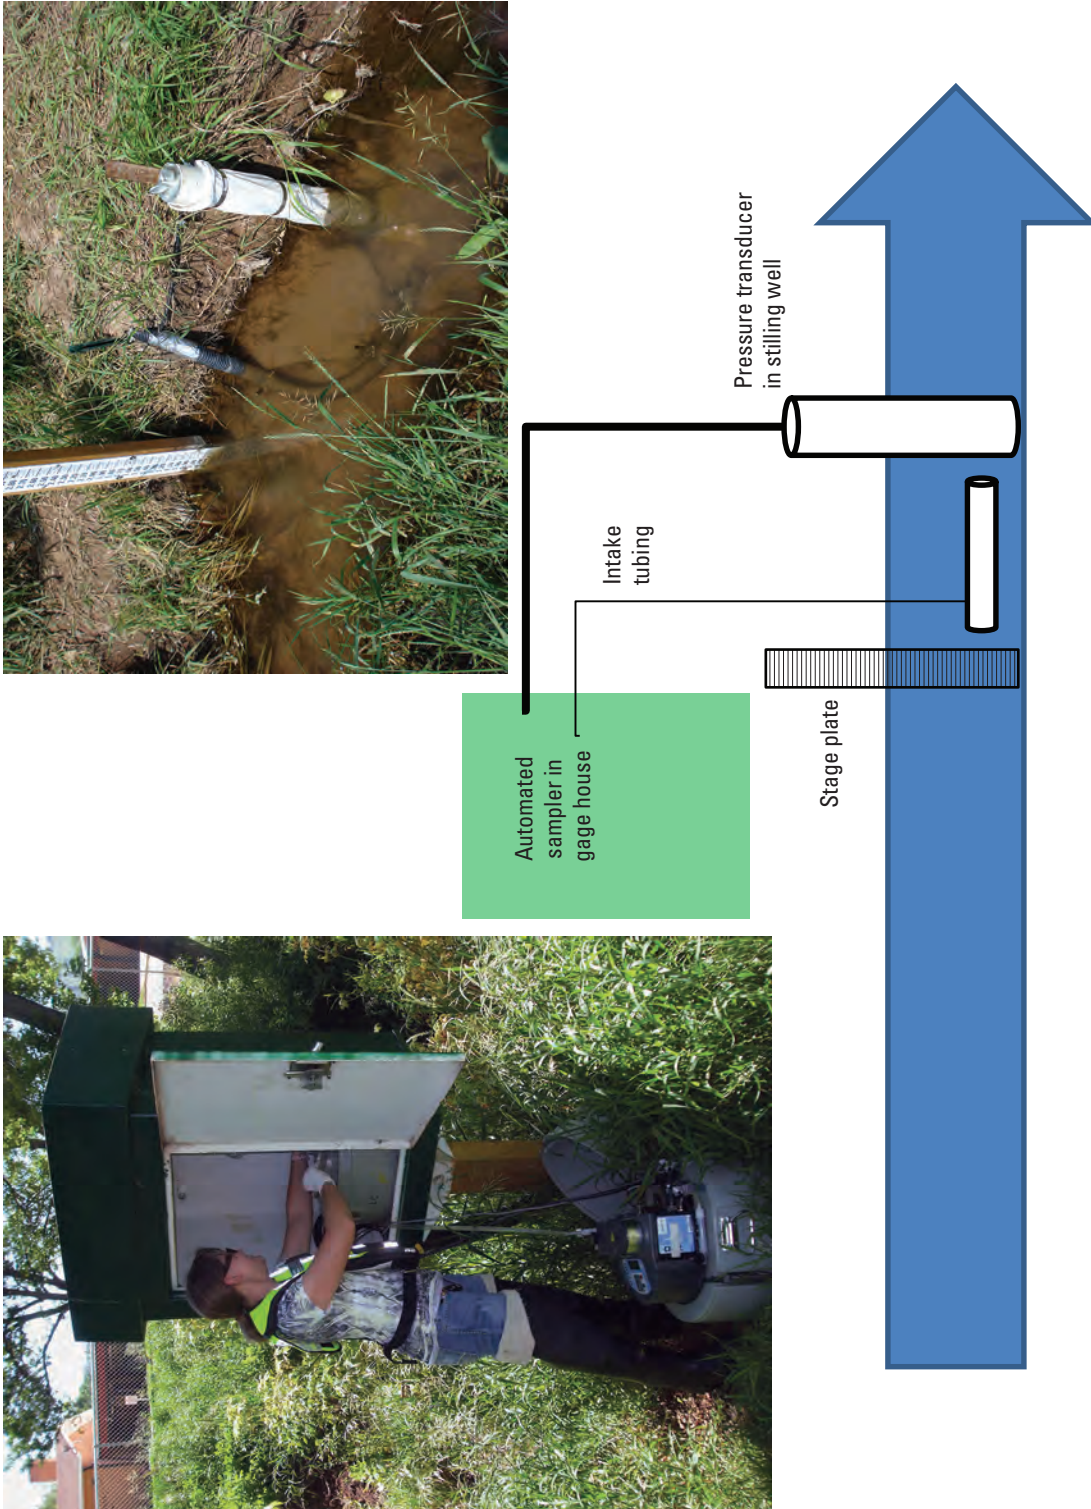 Automated
sampler in
gage house
Intake
tubing
Pressure transducer
in stilling well
Stage plate